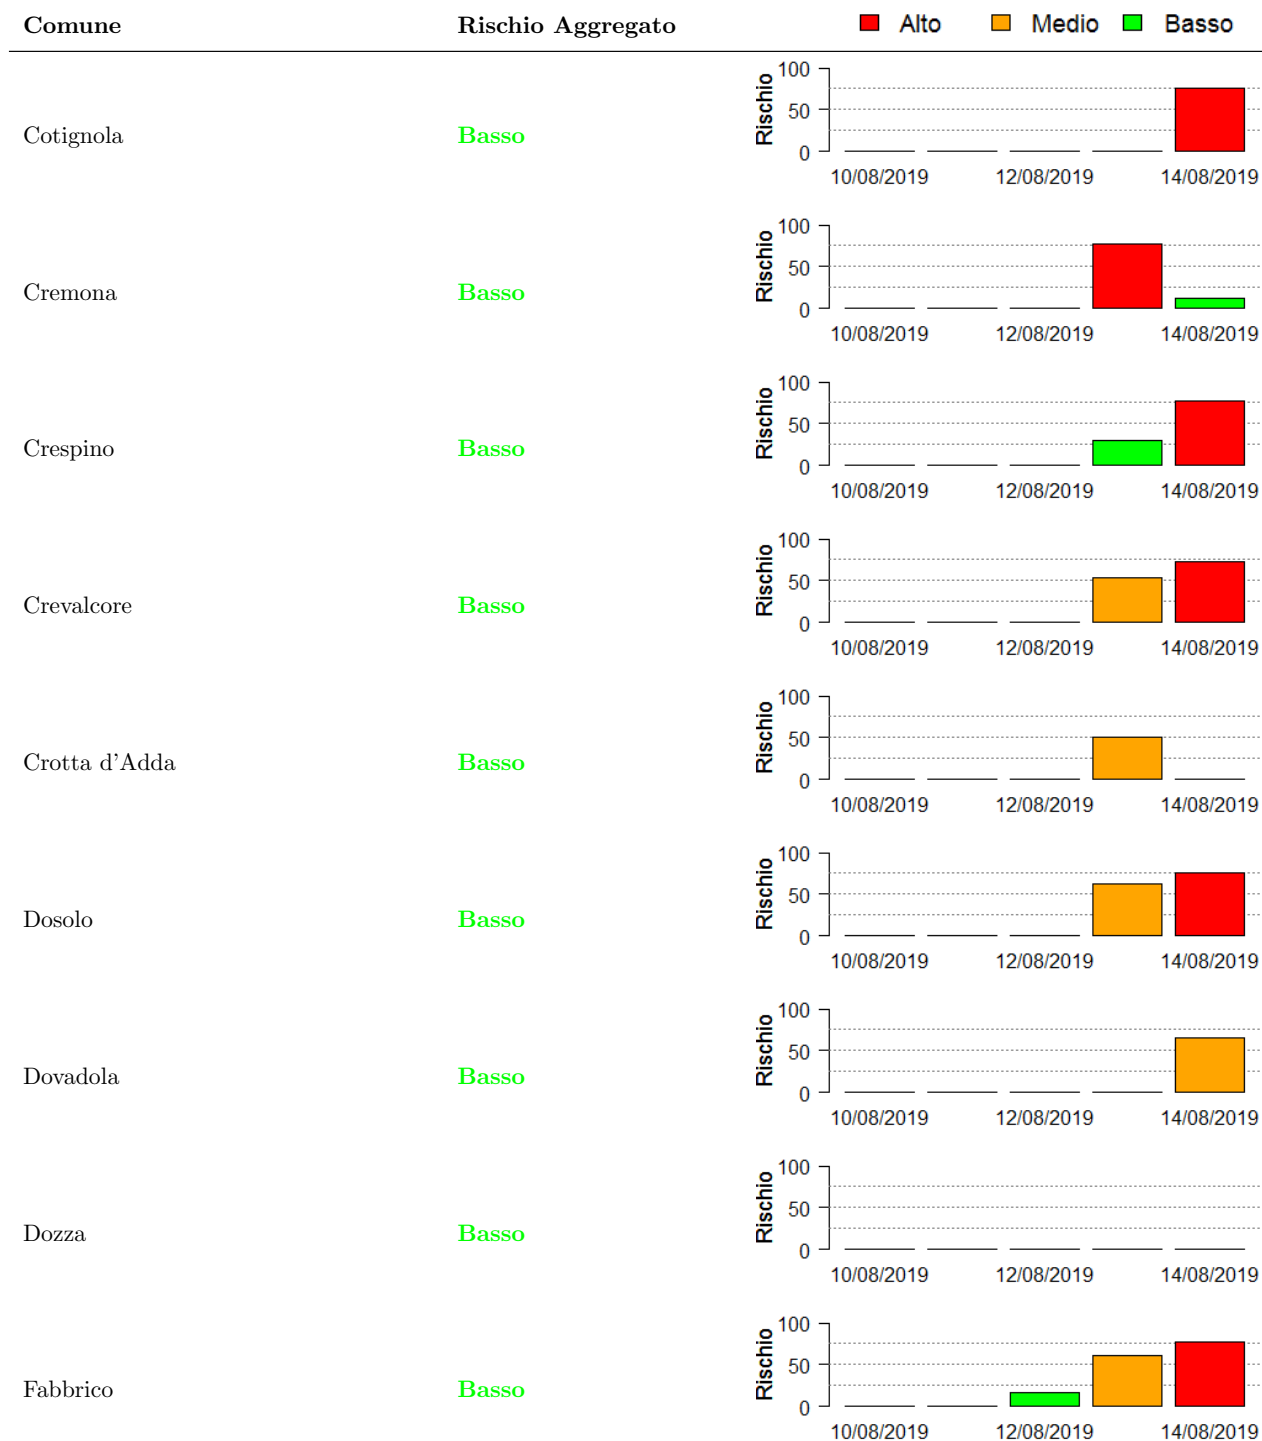 Comune Rischio Aggregato Alto Medio Basso
Cotignola Basso
Rischio
100
50
0
10/08/2019 12/08/2019 14/08/2019
Cremona Basso
Rischio
100
50
0
10/08/2019 12/08/2019 14/08/2019
Crespino Basso
Rischio
100
50
0
10/08/2019 12/08/2019 14/08/2019
Crevalcore Basso
Rischio
100
50
0
10/08/2019 12/08/2019 14/08/2019
Crotta d'Adda Basso
Rischio
100
50
0
10/08/2019 12/08/2019 14/08/2019
Dosolo Basso
Rischio
100
50
0
10/08/2019 12/08/2019 14/08/2019
Dovadola Basso
Rischio
100
50
0
10/08/2019 12/08/2019 14/08/2019
Dozza Basso
Rischio
100
50
0
10/08/2019 12/08/2019 14/08/2019
Fabbrico Basso
Rischio
100
50
0
10/08/2019 12/08/2019 14/08/2019